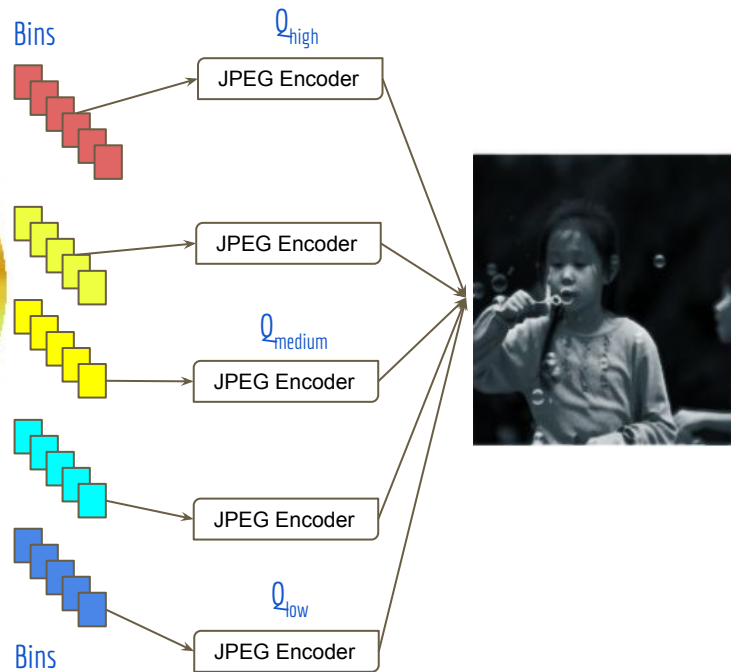 Bins
Q_high
JPEG Encoder
JPEG Encoder
Q_medium
JPEG Encoder
JPEG Encoder
Q_low
JPEG Encoder
Bins